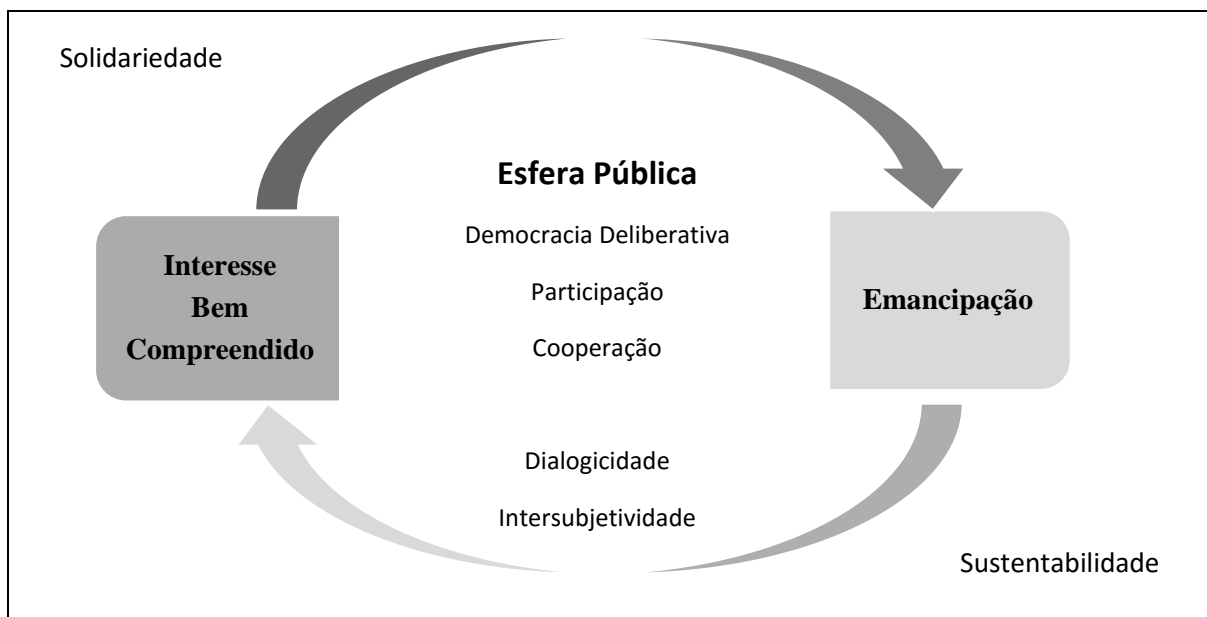 Solidariedade
Esfera Pública
Democracia Deliberativa
Participação
Cooperação
Interesse
Bem
Compreendido
Emancipação
Dialogicidade
Intersubjetividade
Sustentabilidade